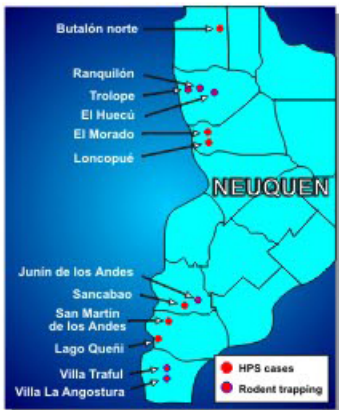 Butalón norte
Ranquilón
Trolope
El Huecú
El Morado
Loncopué
NEUQUEN
Junín de los Andes
Sancabao
San Martín
de los Andes
Lago Queñi
Villa Traful
Villa La Angostura
HPS cases
Rodent trapping